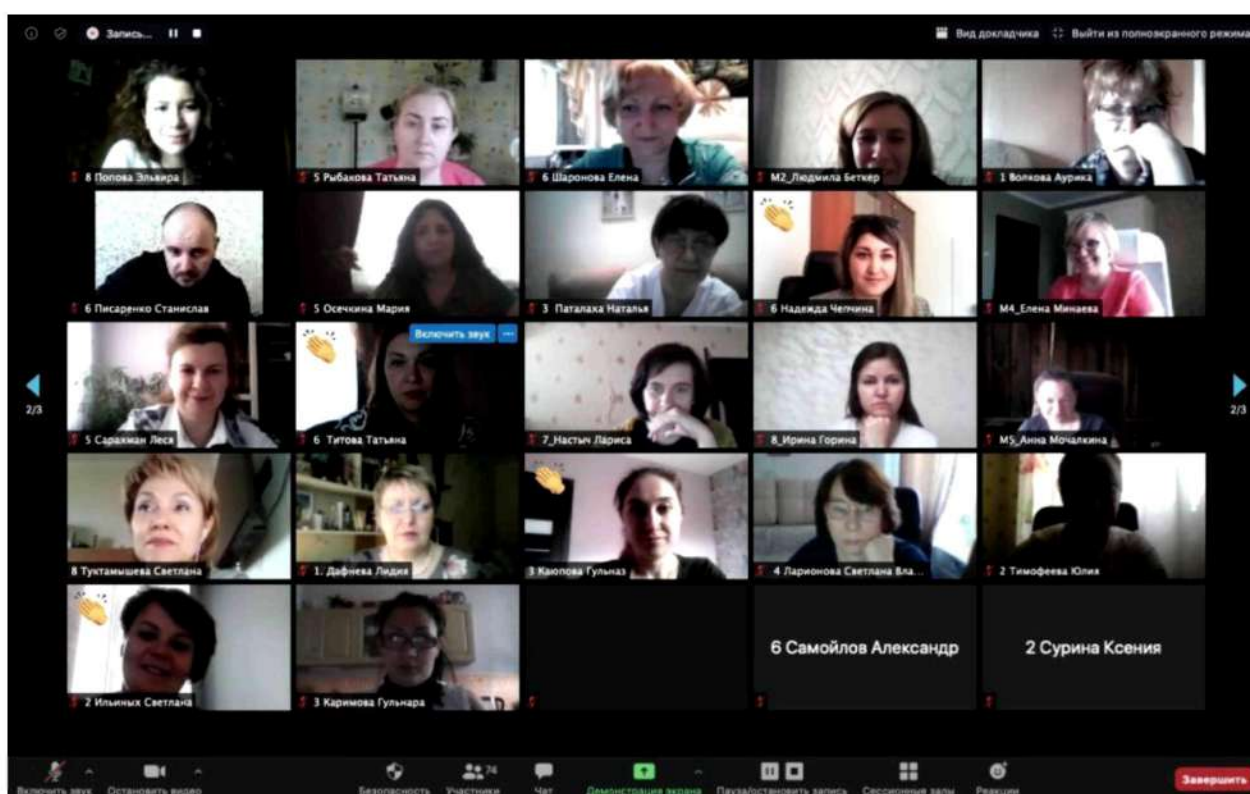 Запись...
Вид докладчика
Выйти из полноэкранного режима
8 Попова Эльвира
5 Рыбакова Татьяна
6 Шаронова Елена
М2_Людмила Беткер
1 Волкова Аурика
6 Писаренко Станислав
5 Осечкина Мария
3 Паталаха Наталья
6 Надежда Чепчина
М4_Елена Минаева
Включить звук
2/3
2/3
5 Сарахман Леся
6 Титова Татьяна
7_Настыч Лариса
8_Ирина Горина
М5_Анна Мочалкина
8 Туктамышева Светлана
1. Дафнева Лидия
3 Каюпова Гульназ
4 Ларионова Светлана Вла...
2 Тимофеева Юлия
2 Ильиных Светлана
3 Каримова Гульнара
6 Самойлов Александр
2 Сурина Ксения
74
Включить звук
Остановить видео
Безопасность
Участники
Чат
Демонстрация экрана
Пауза/остановить запись
Сессионные залы
Реакции
Завершить